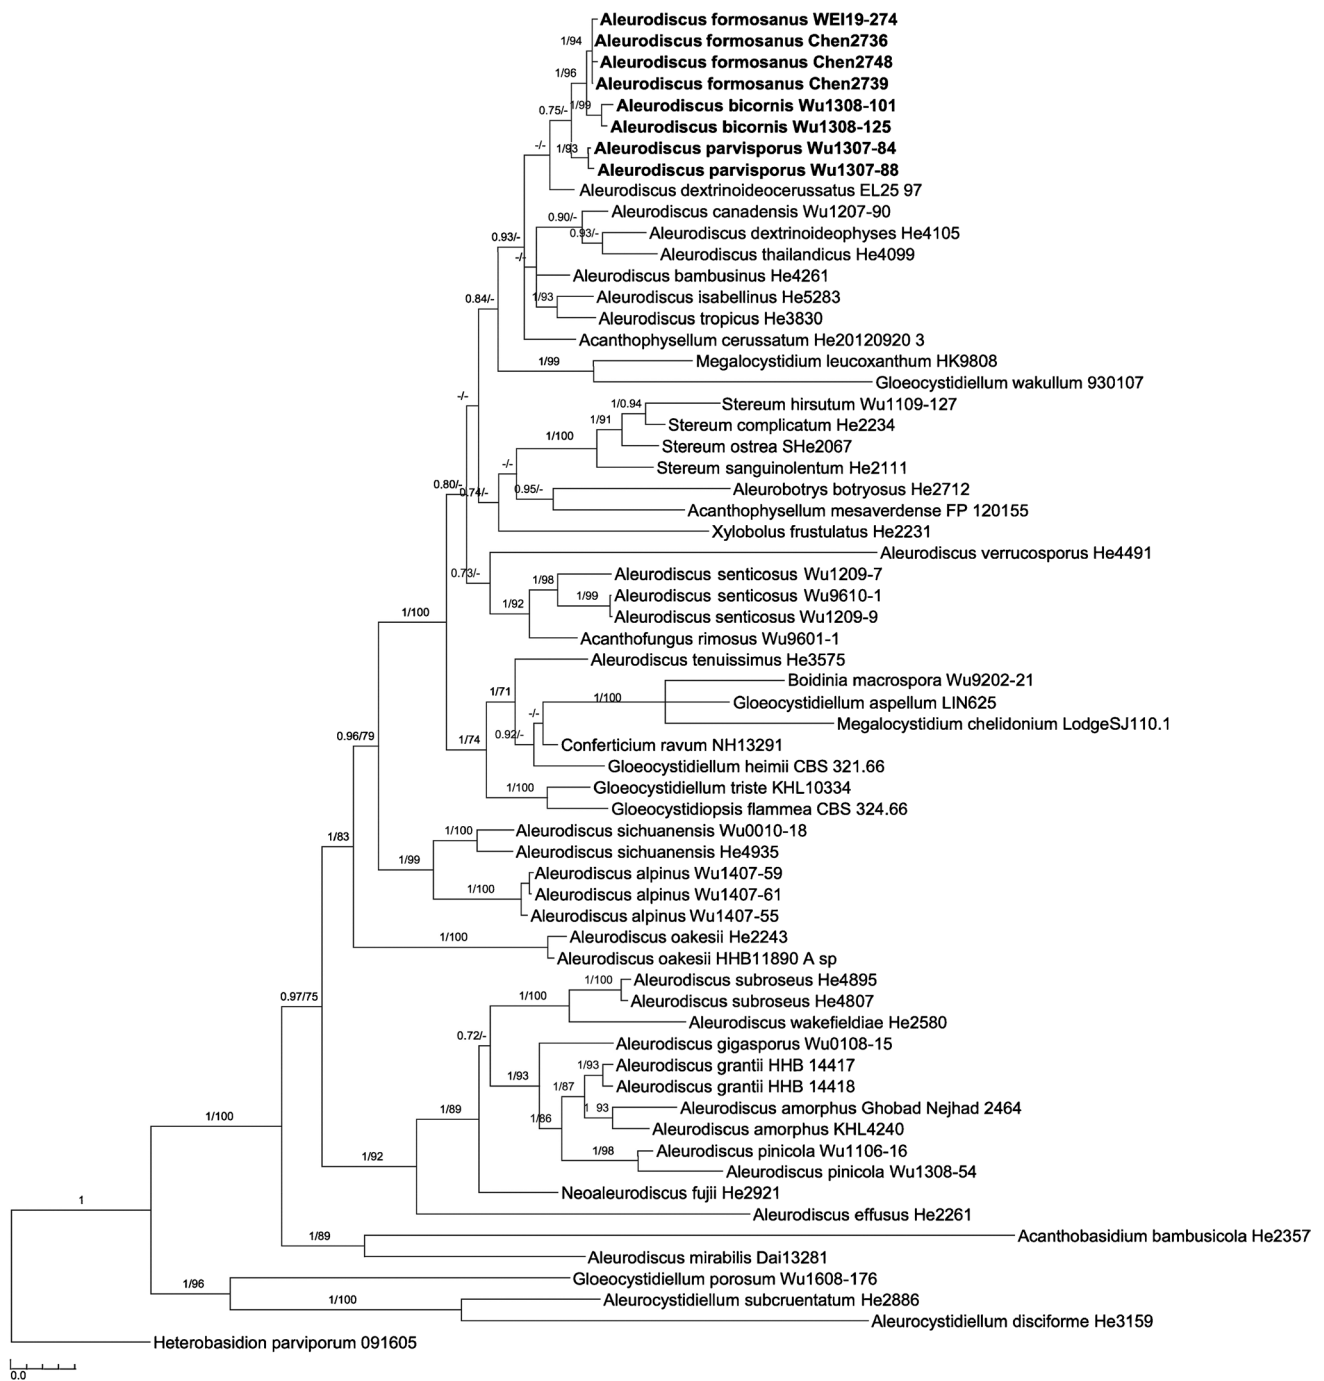 Aleurodiscus formosanus WEI19-274
1/94
Aleurodiscus formosanus Chen2736
Aleurodiscus formosanus Chen2748
1/96
Aleurodiscus formosanus Chen2739
1/99
Aleurodiscus bicornis Wu1308-101
0.75/-
Aleurodiscus bicornis Wu1308-125
-/-
1/93
Aleurodiscus parvisporus Wu1307-84
Aleurodiscus parvisporus Wu1307-88
Aleurodiscus dextrinoideocerussatus EL25 97
0.90/-
Aleurodiscus canadensis Wu1207-90
0.93/-
0.93/-
Aleurodiscus dextrinoideophyses He4105
-/-
Aleurodiscus thailandicus He4099
Aleurodiscus bambusinus He4261
0.84/-
1/93
Aleurodiscus isabellinus He5283
Aleurodiscus tropicus He3830
Acanthophysellum cerussatum He20120920 3
1/99
Megalocystidium leucoxanthum HK9808
Gloeocystidiellum wakullum 930107
-/-
1/0.94
Stereum hirsutum Wu1109-127
1/91
Stereum complicatum He2234
1/100
Stereum ostrea SHe2067
-/-
Stereum sanguinolentum He2111
0.80/-
0.74/-
0.95/-
Aleurobotrys botryosus He2712
Acanthophysellum mesaverdense FP 120155
Xylobolus frustulatus He2231
Aleurodiscus verrucosporus He4491
0.73/-
1/98
Aleurodiscus senticosus Wu1209-7
1/92
1/99
Aleurodiscus senticosus Wu9610-1
1/100
Aleurodiscus senticosus Wu1209-9
Acanthofungus rimosus Wu9601-1
Aleurodiscus tenuissimus He3575
1/71
Boidinia macrospora Wu9202-21
1/100
Gloeocystidiellum aspellum LIN625
-/-
Megalocystidium chelidonium LodgeSJ110.1
0.96/79
1/74
0.92/-
Conferticium ravum NH13291
Gloeocystidiellum heimii CBS 321.66
1/100
Gloeocystidiellum triste KHL10334
Gloeocystidiopsis flammea CBS 324.66
1/83
1/100
Aleurodiscus sichuanensis Wu0010-18
1/99
Aleurodiscus sichuanensis He4935
1/100
Aleurodiscus alpinus Wu1407-59
Aleurodiscus alpinus Wu1407-61
Aleurodiscus alpinus Wu1407-55
1/100
Aleurodiscus oakesii He2243
Aleurodiscus oakesii HHB11890 A sp
0.97/75
1/100
1/100
Aleurodiscus subroseus He4895
Aleurodiscus subroseus He4807
Aleurodiscus wakefieldiae He2580
0.72/-
Aleurodiscus gigasporus Wu0108-15
1/93
1/87
1/93
Aleurodiscus grantii HHB 14417
Aleurodiscus grantii HHB 14418
1/100
1/89
1/86
1 93
Aleurodiscus amorphus Ghobad Nejhad 2464
Aleurodiscus amorphus KHL4240
1/92
1/98
Aleurodiscus pinicola Wu1106-16
Aleurodiscus pinicola Wu1308-54
1
Neoaleurodiscus fujii He2921
Aleurodiscus effusus He2261
1/89
Acanthobasidium bambusicola He2357
Aleurodiscus mirabilis Dai13281
1/96
Gloeocystidiellum porosum Wu1608-176
1/100
Aleurocystidiellum subcruentatum He2886
Aleurocystidiellum disciforme He3159
Heterobasidion parviporum 091605
0.0